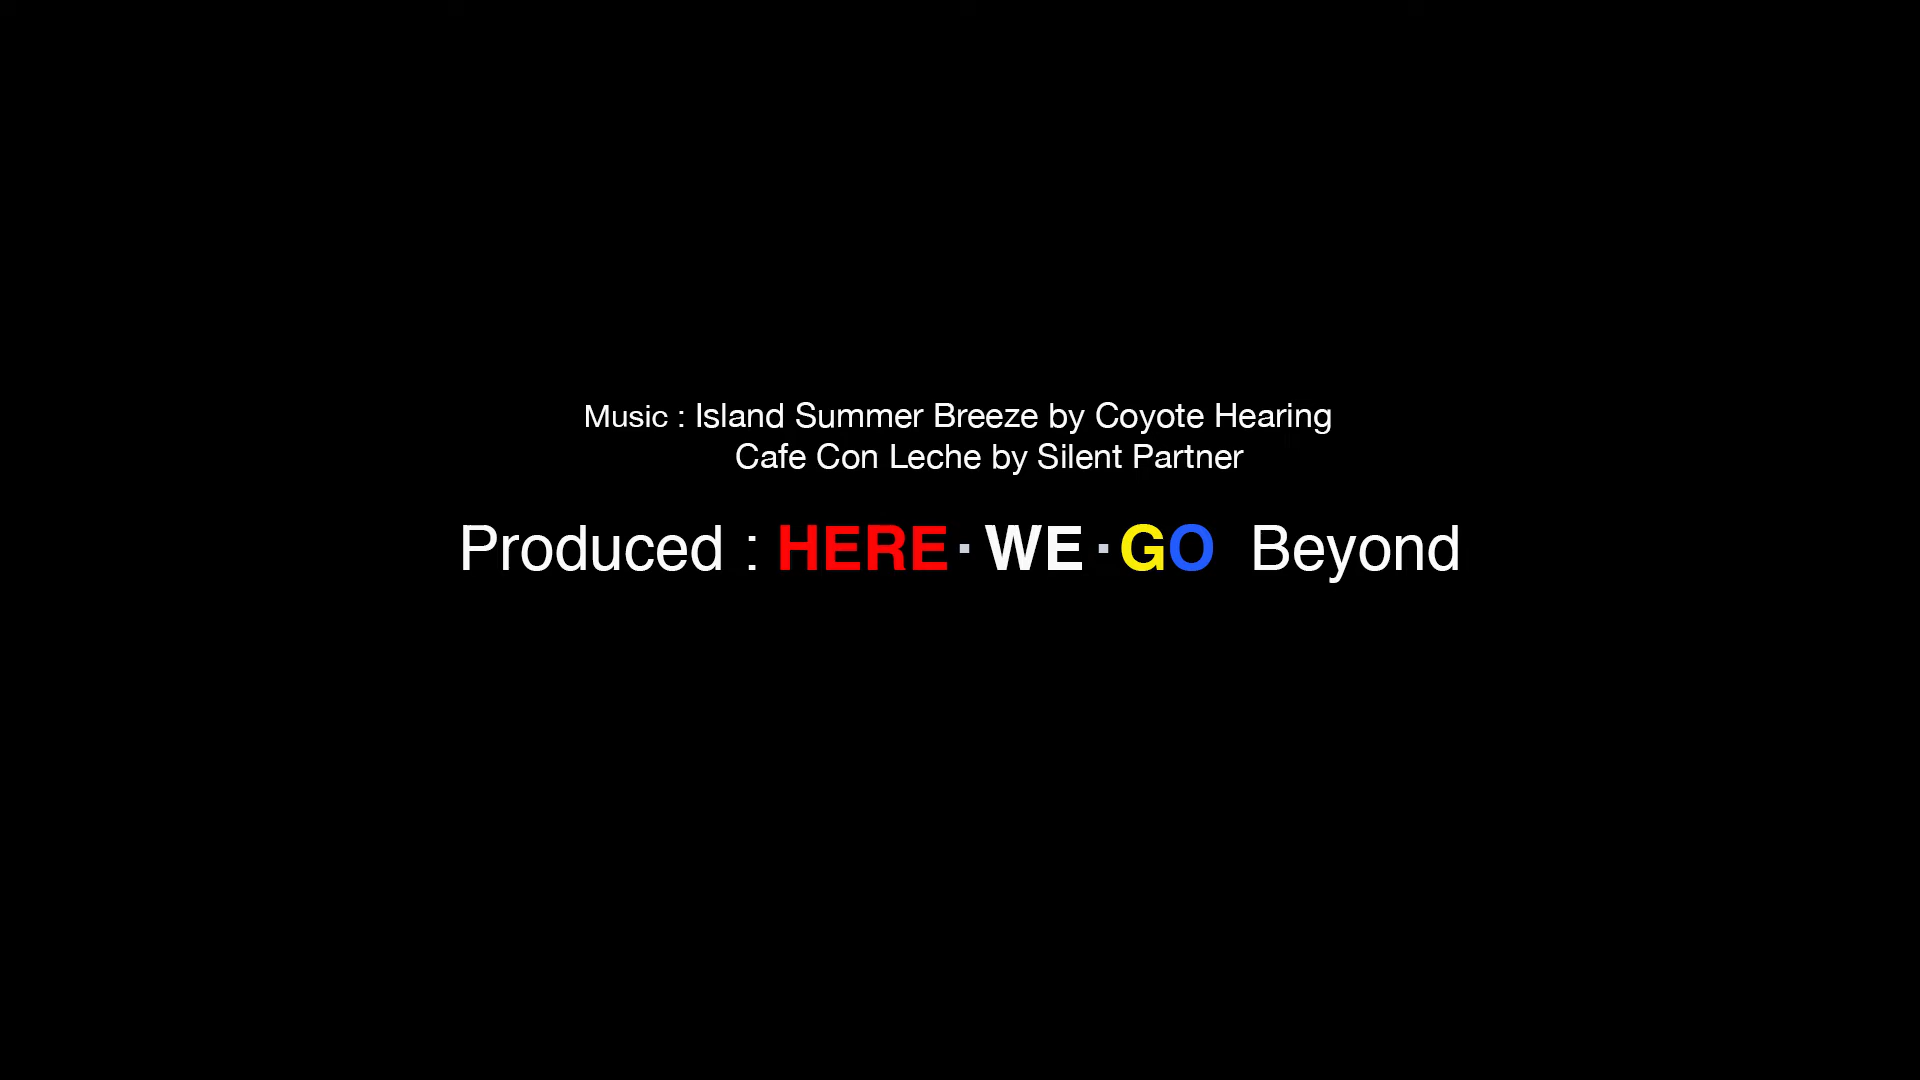 Music : Island Summer Breeze by Coyote Hearing
Cafe Con Leche by Silent Partner
Produced : HERE·WE·GO Beyond